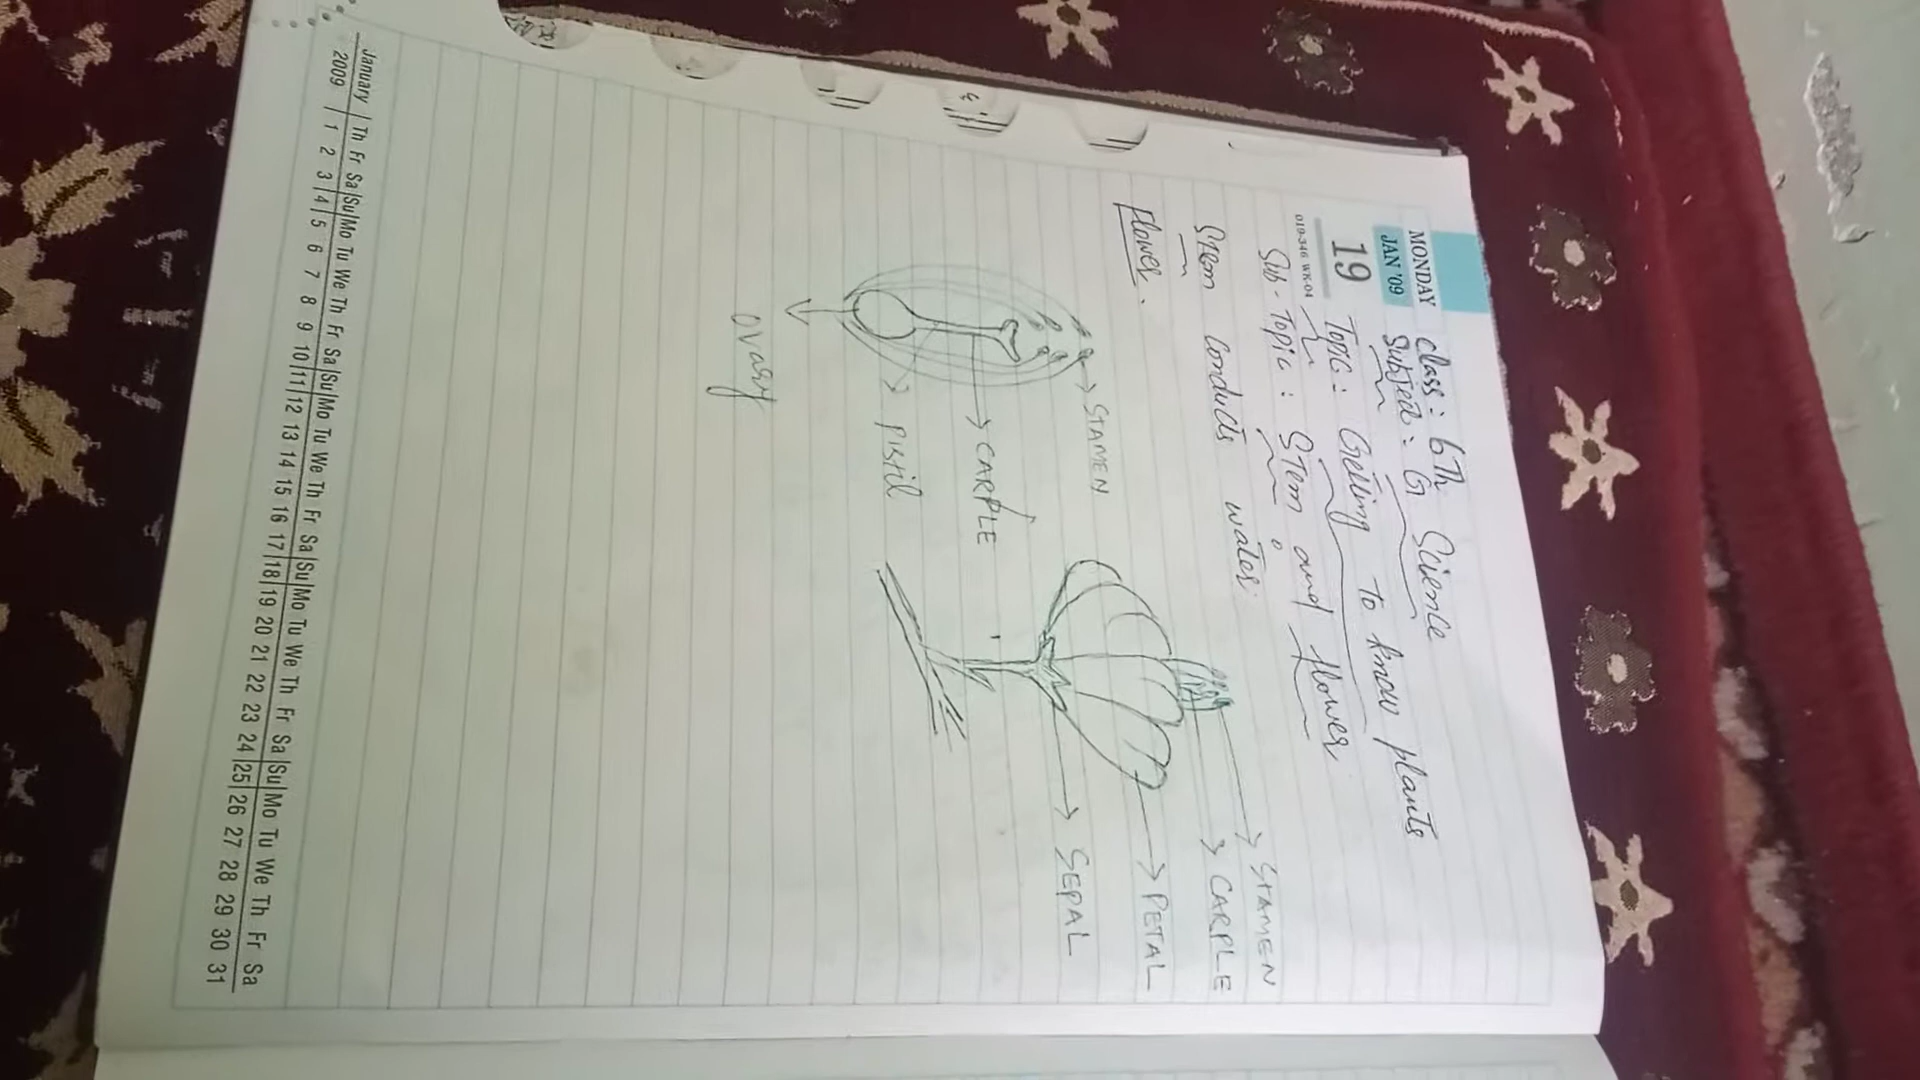 MONDAY
JAN '09
19
019-346 WK-04
Class: 6Th
Subject: G Science
Topic: Getting to know plants
Sub-Topic: Stem and flower
Stem conducts water.
flower.
STAMEN
CARPLE
Pistil
ovary
STAMEN
CARPLE
PETAL
SEPAL
January Th Fr Sa Su Mo Tu We Th Fr Sa Su Mo Tu We Th Fr Sa Su Mo Tu We Th Fr Sa Su Mo Tu We Th Fr Sa
2009 1 2 3 4 5 6 7 8 9 10 11 12 13 14 15 16 17 18 19 20 21 22 23 24 25 26 27 28 29 30 31